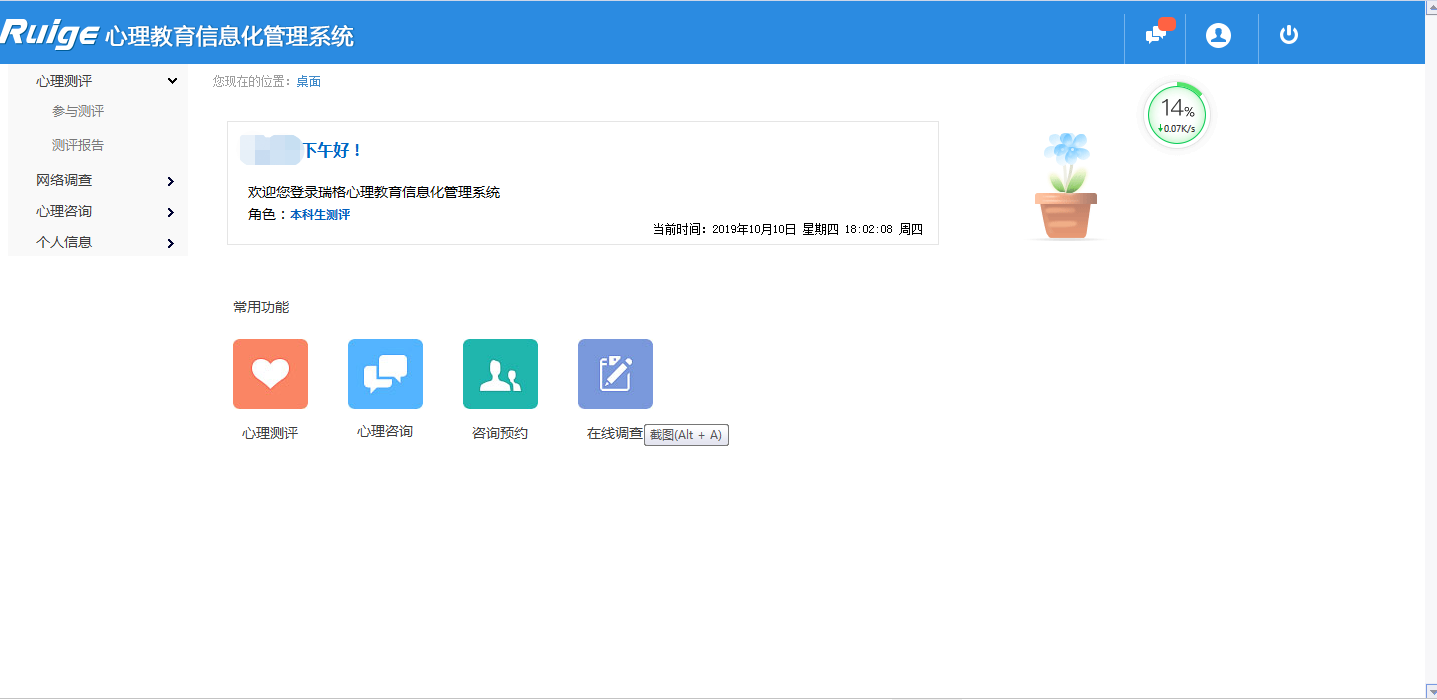 Ruige 心理教育信息化管理系统
心理测评
参与测评
测评报告
网络调查
心理咨询
个人信息
您现在的位置：桌面
下午好！
欢迎您登录瑞格心理教育信息化管理系统
角色：本科生测评
当前时间：2019年10月10日 星期四 18:02:08 周四
14%
↓0.07K/s
常用功能
心理测评
心理咨询
咨询预约
在线调查
截图(Alt + A)